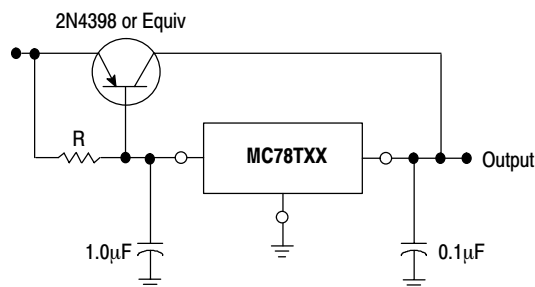 2N4398 or Equiv
R
MC78TXX
Output
1.0μF
0.1μF